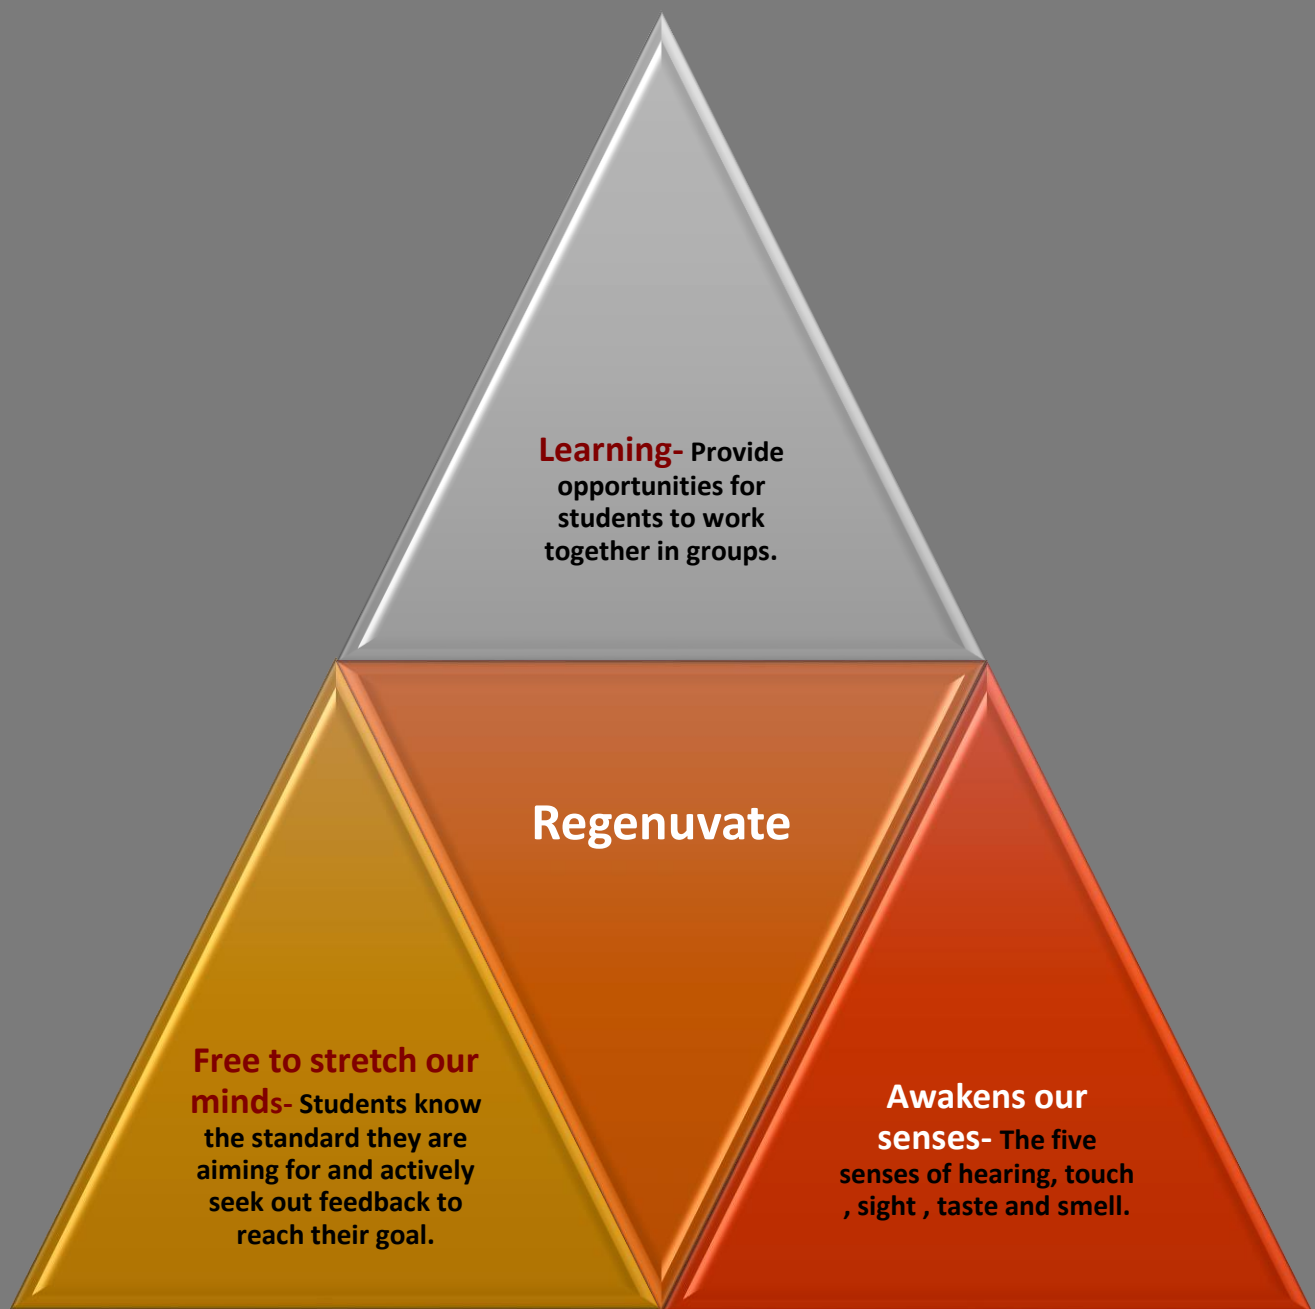 Learning- Provide
opportunities for
students to work
together in groups.
Regenuvate
Free to stretch our
minds- Students know
the standard they are
aiming for and actively
seek out feedback to
reach their goal.
Awakens our
senses- The five
senses of hearing, touch
, sight , taste and smell.